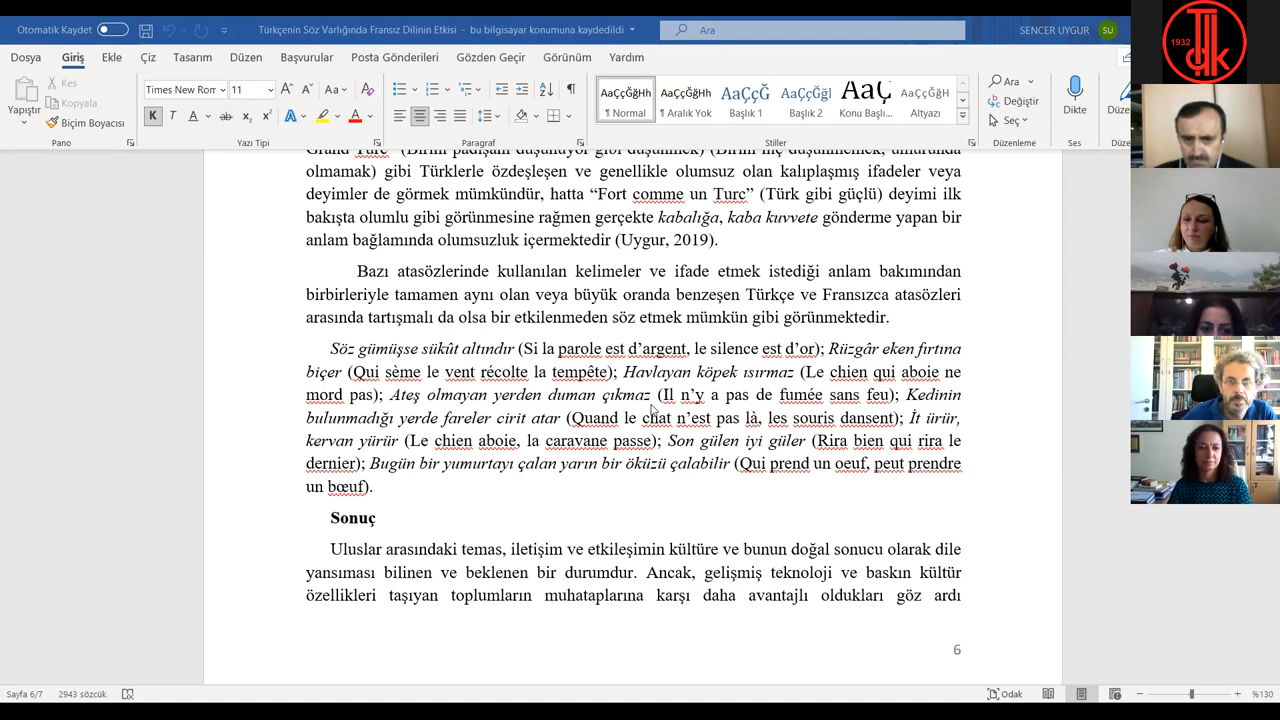 Otomatik Kaydet
Türkçenin Söz Varlığında Fransız Dilinin Etkisi - bu bilgisayar konumuna kaydedildi
Ara
SENCER UYGUR SU
Dosya Giriş Ekle Çiz Tasarım Düzen Başvurular Posta Gönderileri Gözden Geçir Görünüm Yardım
Yapıştır
Kes
Kopyala
Biçim Boyacısı
Pano
Times New Rom 11
K T A
Yazı Tipi
Paragraf
AaÇçĞğHh AaÇçĞğHh AaÇçĞ AaÇçĞğI AaÇ AaÇçĞğH
¶ Normal ¶ Aralık Yok Başlık 1 Başlık 2 Konu Başlı... Altyazı
Stiller
Ara
Değiştir
Seç
Düzenleme
Dikte
Ses
1932
olmamak) gibi Türklerle özdeşleşen ve genellikle olumsuz olan kalıplaşmış ifadeler veya
deyimler de görmek mümkündür, hatta “Fort comme un Turc” (Türk gibi güçlü) deyimi ilk
bakışta olumlu gibi görünmesine rağmen gerçekte kabalığa, kaba kuvvete gönderme yapan bir
anlam bağlamında olumsuzluk içermektedir (Uygur, 2019).
Bazı atasözlerinde kullanılan kelimeler ve ifade etmek istediği anlam bakımından
birbirleriyle tamamen aynı olan veya büyük oranda benzeşen Türkçe ve Fransızca atasözleri
arasında tartışmalı da olsa bir etkilenmeden söz etmek mümkün gibi görünmektedir.
Söz gümüşse sükût altındır (Si la parole est d’argent, le silence est d’or); Rüzgâr eken fırtına
biçer (Qui sème le vent récolte la tempête); Havlayan köpek ısırmaz (Le chien qui aboie ne
mord pas); Ateş olmayan yerden duman çıkmaz (Il n’y a pas de fumée sans feu); Kedinin
bulunmadığı yerde fareler cirit atar (Quand le chat n’est pas là, les souris dansent); İt ürür,
kervan yürür (Le chien aboie, la caravane passe); Son gülen iyi güler (Rira bien qui rira le
dernier); Bugün bir yumurtayı çalan yarın bir öküzü çalabilir (Qui prend un oeuf, peut prendre
un bœuf).
Sonuç
Uluslar arasındaki temas, iletişim ve etkileşimin kültüre ve bunun doğal sonucu olarak dile
yansıması bilinen ve beklenen bir durumdur. Ancak, gelişmiş teknoloji ve baskın kültür
özellikleri taşıyan toplumların muhataplarına karşı daha avantajlı oldukları göz ardı
6
Sayfa 6/7 2943 sözcük
Odak
%130